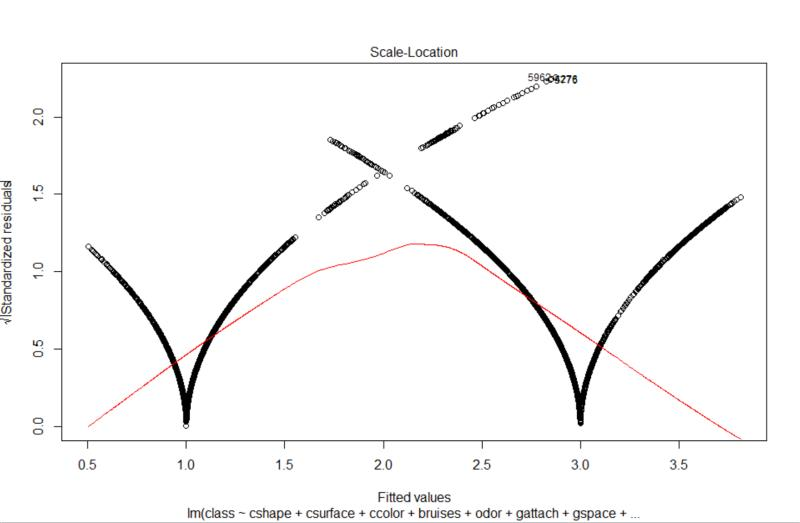 Scale-Location
2.0
1.5
1.0
0.5
0.0
√|Standardized residuals|
0.5 1.0 1.5 2.0 2.5 3.0 3.5
Fitted values
lm(class ~ cshape + csurface + ccolor + bruises + odor + gattach + gspace + ...